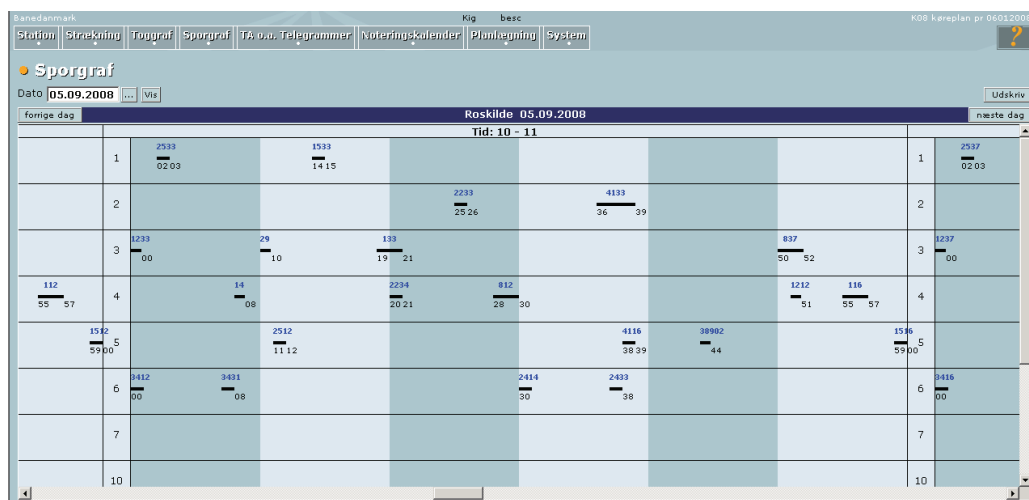 Banedanmark Kig besc K08 køreplan pr 06012008
Station Strækning Toggraf Sporgraf TA o.a. Telegrammer Noteringskalender Planlægning System ?
Sporgraf
Dato 05.09.2008 ... Vis Udskriv
forrige dag Roskilde 05.09.2008 næste dag
Tid: 10 - 11
2533 1533 2537
1 02 03 14 15 1 02 03
2233 4133
2 25 26 36 39 2
1233 29 133 837 1237
3 00 10 19 21 50 52 3 00
112 14 2234 812 1212 116
55 57 4 08 20 21 28 30 51 55 57 4
1512 2512 4116 38902 1516
59 00 5 11 12 38 39 44 59 00 5
3412 3431 2414 2433 3416
6 00 08 30 38 6 00
7 7
10 10